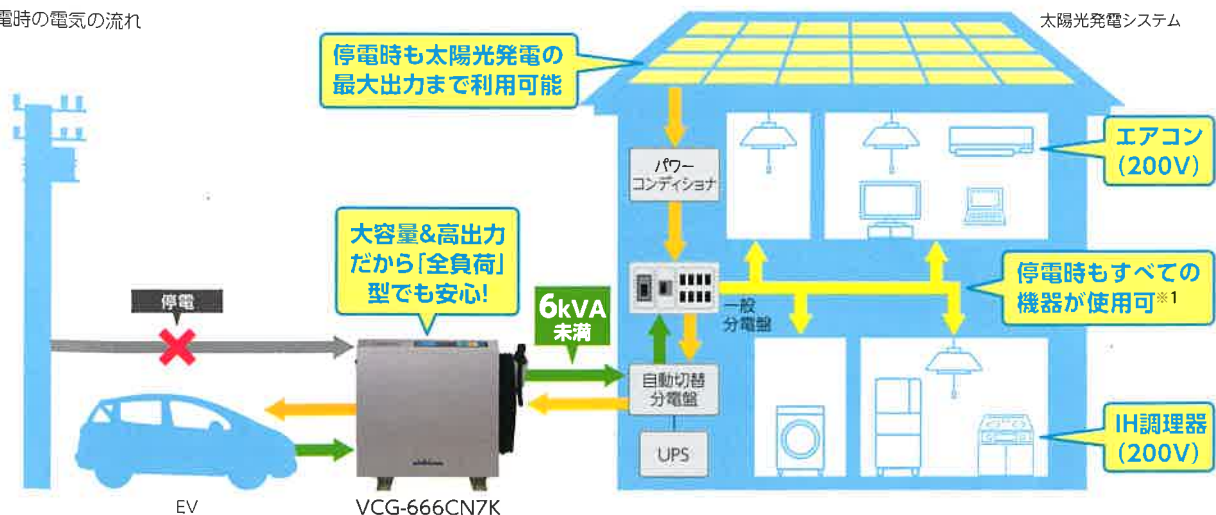 電時の電気の流れ
太陽光発電システム
停電時も太陽光発電の
最大出力まで利用可能
エアコン
(200V)
パワー
コンディショナ
大容量&高出力
だから「全負荷」
型でも安心!
停電時もすべての
機器が使用可※1
停電
6kVA
未満
一般
分電盤
自動切替
分電盤
IH調理器
(200V)
UPS
EV
VCG-666CN7K